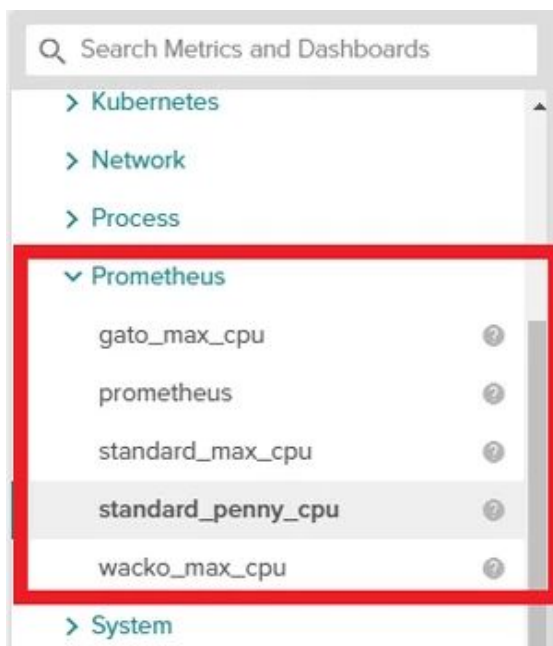 Search Metrics and Dashboards
Kubernetes
Network
Process
Prometheus
gato_max_cpu
prometheus
standard_max_cpu
standard_penny_cpu
wacko_max_cpu
System